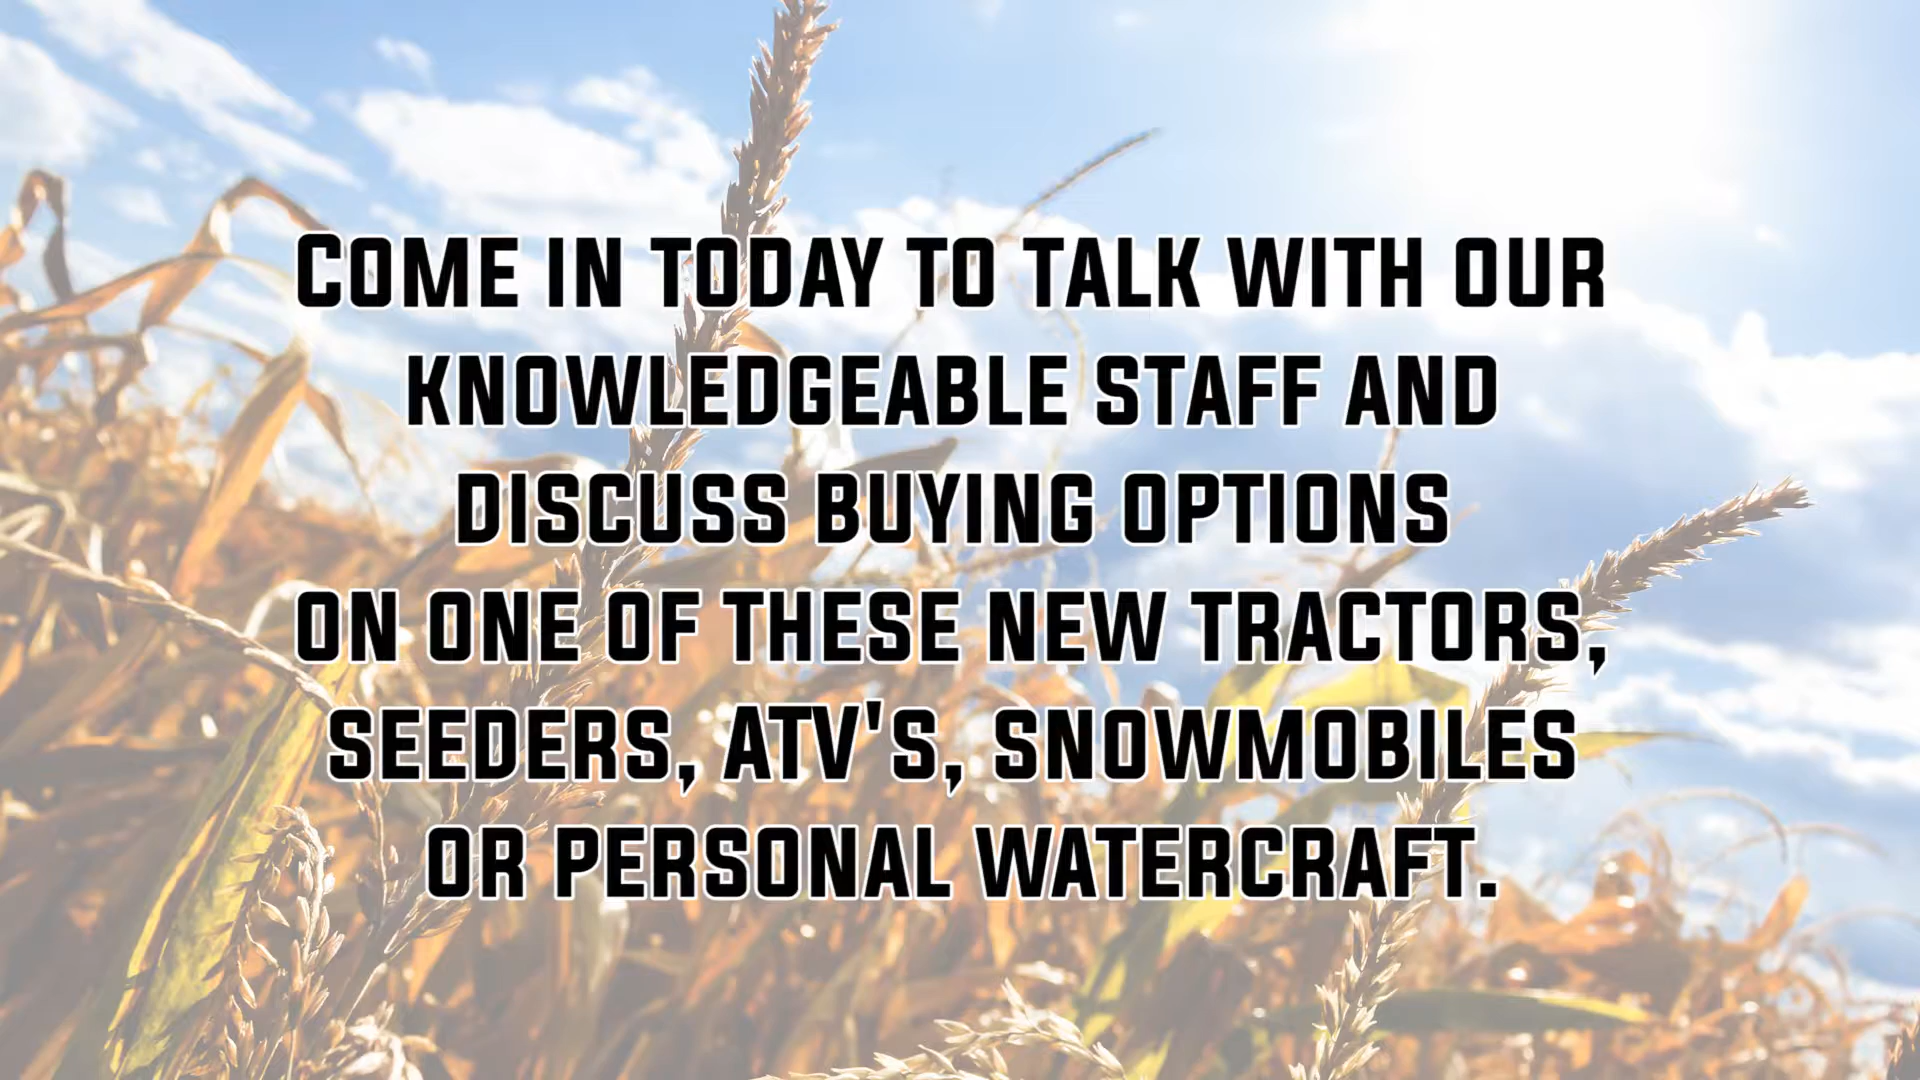 Come in today to talk with our
knowledgeable staff and
discuss buying options
on one of these new tractors,
seeders, ATV's, snowmobiles
or personal watercraft.